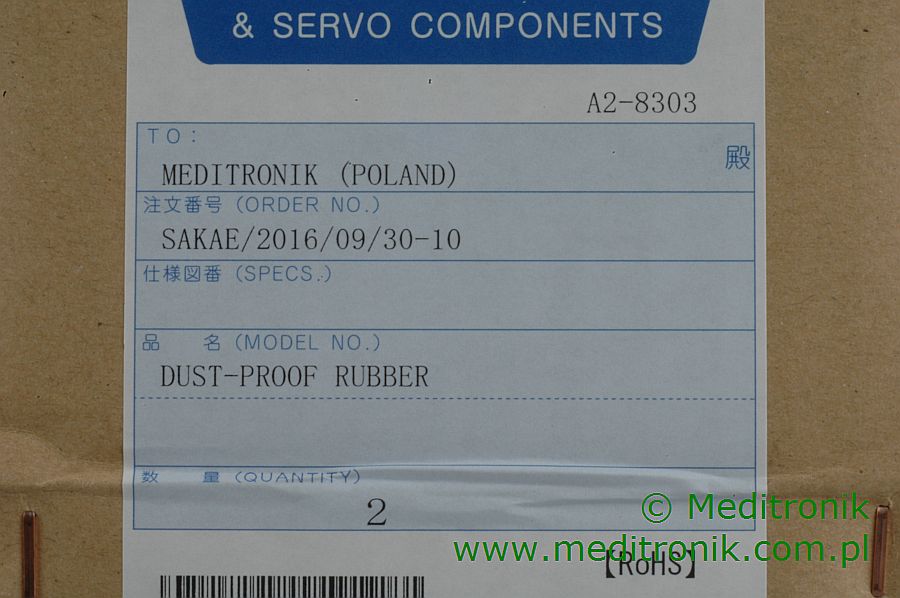 & SERVO COMPONENTS
A2-8303
TO:
殿
MEDITRONIK (POLAND)
注文番号 (ORDER NO.)
SAKAE/2016/09/30-10
仕様図番 (SPECS.)
品 名 (MODEL NO.)
DUST-PROOF RUBBER
数 量 (QUANTITY)
2
© Meditronik
www.meditronik.com.pl
【RoHS】